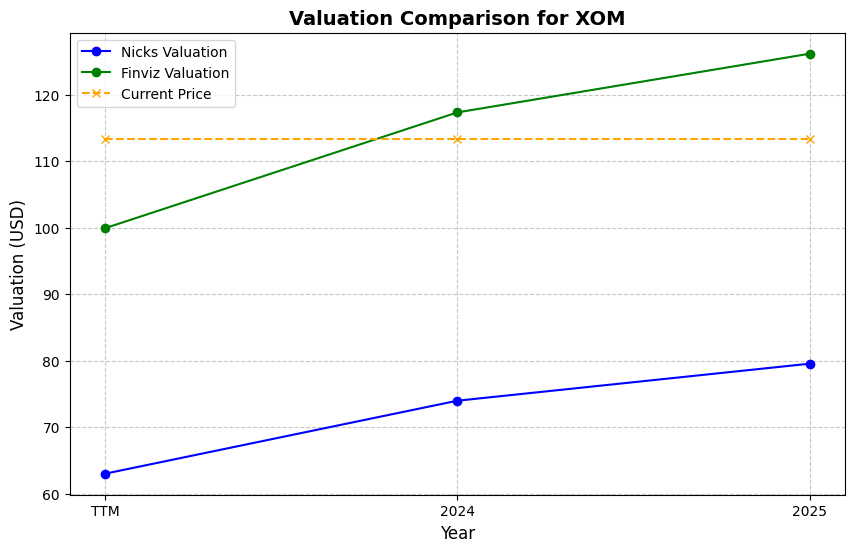 Valuation Comparison for XOM
Nicks Valuation
Finviz Valuation
Current Price
Valuation (USD)
120
110
100
90
80
70
60
TTM
2024
2025
Year